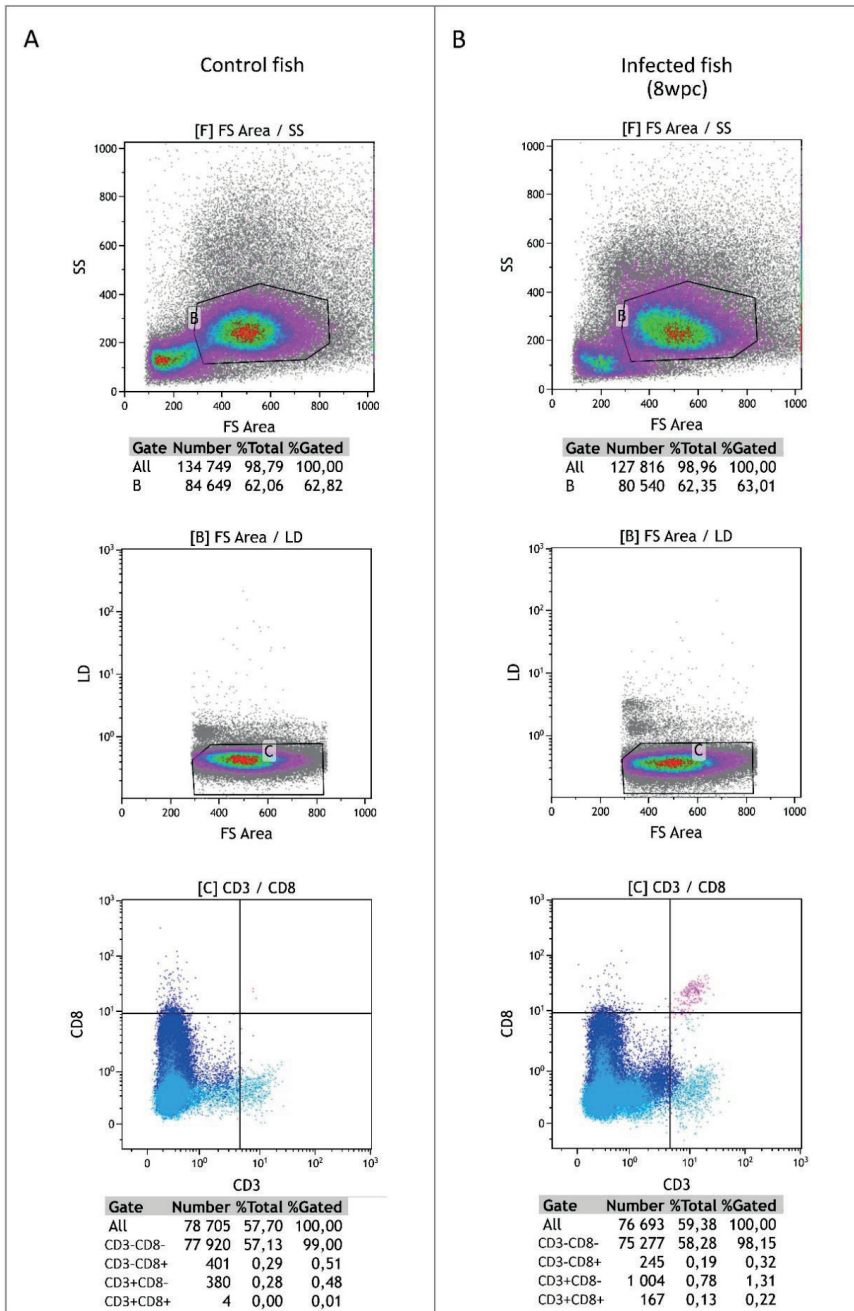 A
Control fish
[F] FS Area / SS
1000
800
600
400
200
0
SS
B
0 200 400 600 800 1000
FS Area
Gate Number %Total %Gated
All 134 749 98,79 100,00
B 84 649 62,06 62,82
[B] FS Area / LD
10³
10²
10¹
10⁰
LD
C
0 200 400 600 800 1000
FS Area
[C] CD3 / CD8
10³
10²
10¹
10⁰
0
CD8
0 10⁰ 10¹ 10² 10³
CD3
Gate Number %Total %Gated
All 78 705 57,70 100,00
CD3-CD8- 77 920 57,13 99,00
CD3-CD8+ 401 0,29 0,51
CD3+CD8- 380 0,28 0,48
CD3+CD8+ 4 0,00 0,01
B
Infected fish
(8wpc)
[F] FS Area / SS
1000
800
600
400
200
0
SS
B
0 200 400 600 800 1000
FS Area
Gate Number %Total %Gated
All 127 816 98,96 100,00
B 80 540 62,35 63,01
[B] FS Area / LD
10³
10²
10¹
10⁰
LD
C
0 200 400 600 800 1000
FS Area
[C] CD3 / CD8
10³
10²
10¹
10⁰
0
CD8
0 10⁰ 10¹ 10² 10³
CD3
Gate Number %Total %Gated
All 76 693 59,38 100,00
CD3-CD8- 75 277 58,28 98,15
CD3-CD8+ 245 0,19 0,32
CD3+CD8- 1 004 0,78 1,31
CD3+CD8+ 167 0,13 0,22